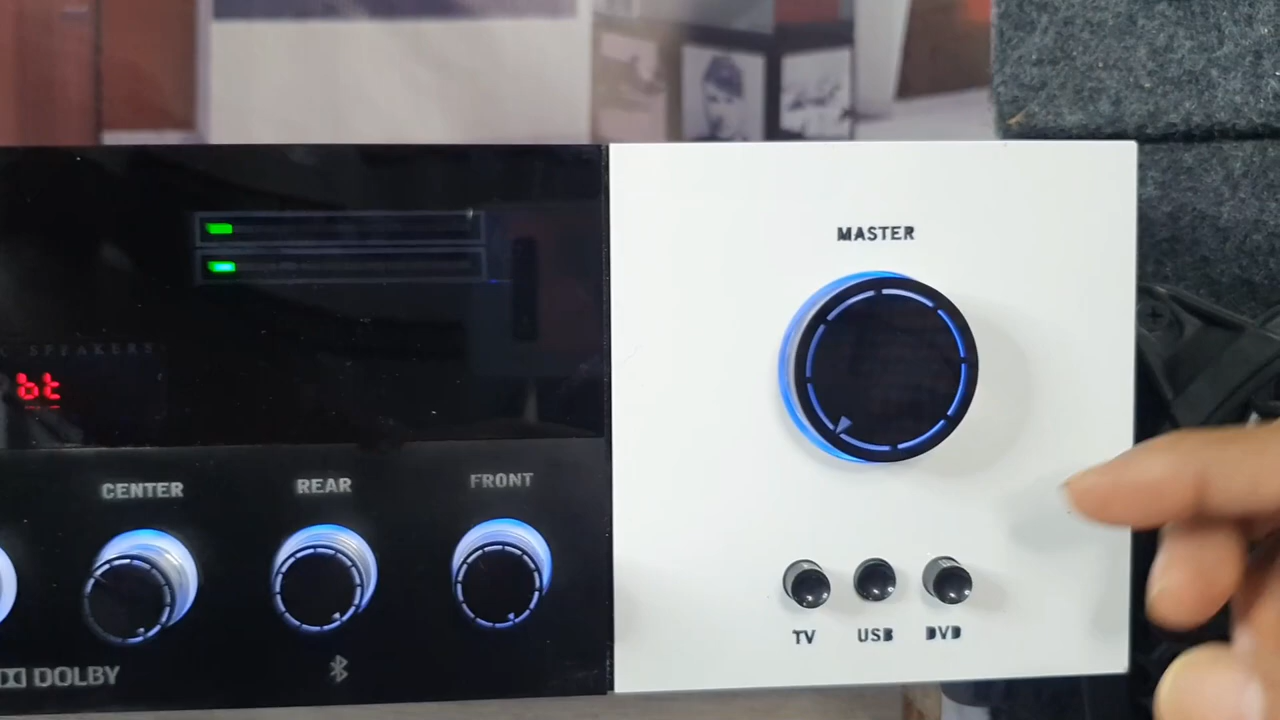 MASTER
C SPEAKERS
bt
CENTER
REAR
FRONT
TV
USB
DVD
DOLBY